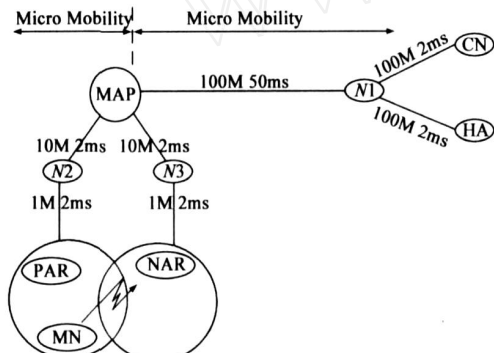 Micro Mobility Micro Mobility
CN
100M 2ms
MAP
100M 50ms
N1
100M 2ms
HA
10M 2ms 10M 2ms
N2 N3
1M 2ms 1M 2ms
PAR NAR
MN